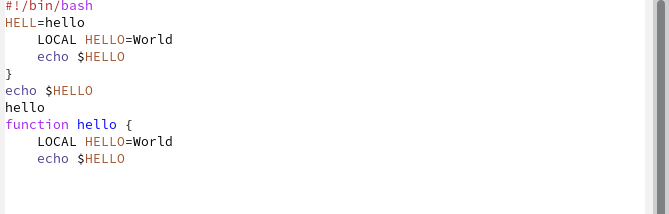 #!/bin/bash
HELL=hello
    LOCAL HELLO=World
    echo $HELLO
}
echo $HELLO
hello
function hello {
    LOCAL HELLO=World
    echo $HELLO